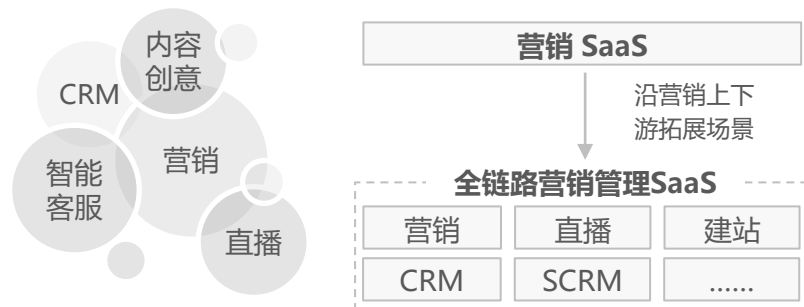 内容
创意
CRM
营销
智能
客服
直播
营销 SaaS
沿营销上下
游拓展场景
全链路营销管理SaaS
营销
直播
建站
CRM
SCRM
……